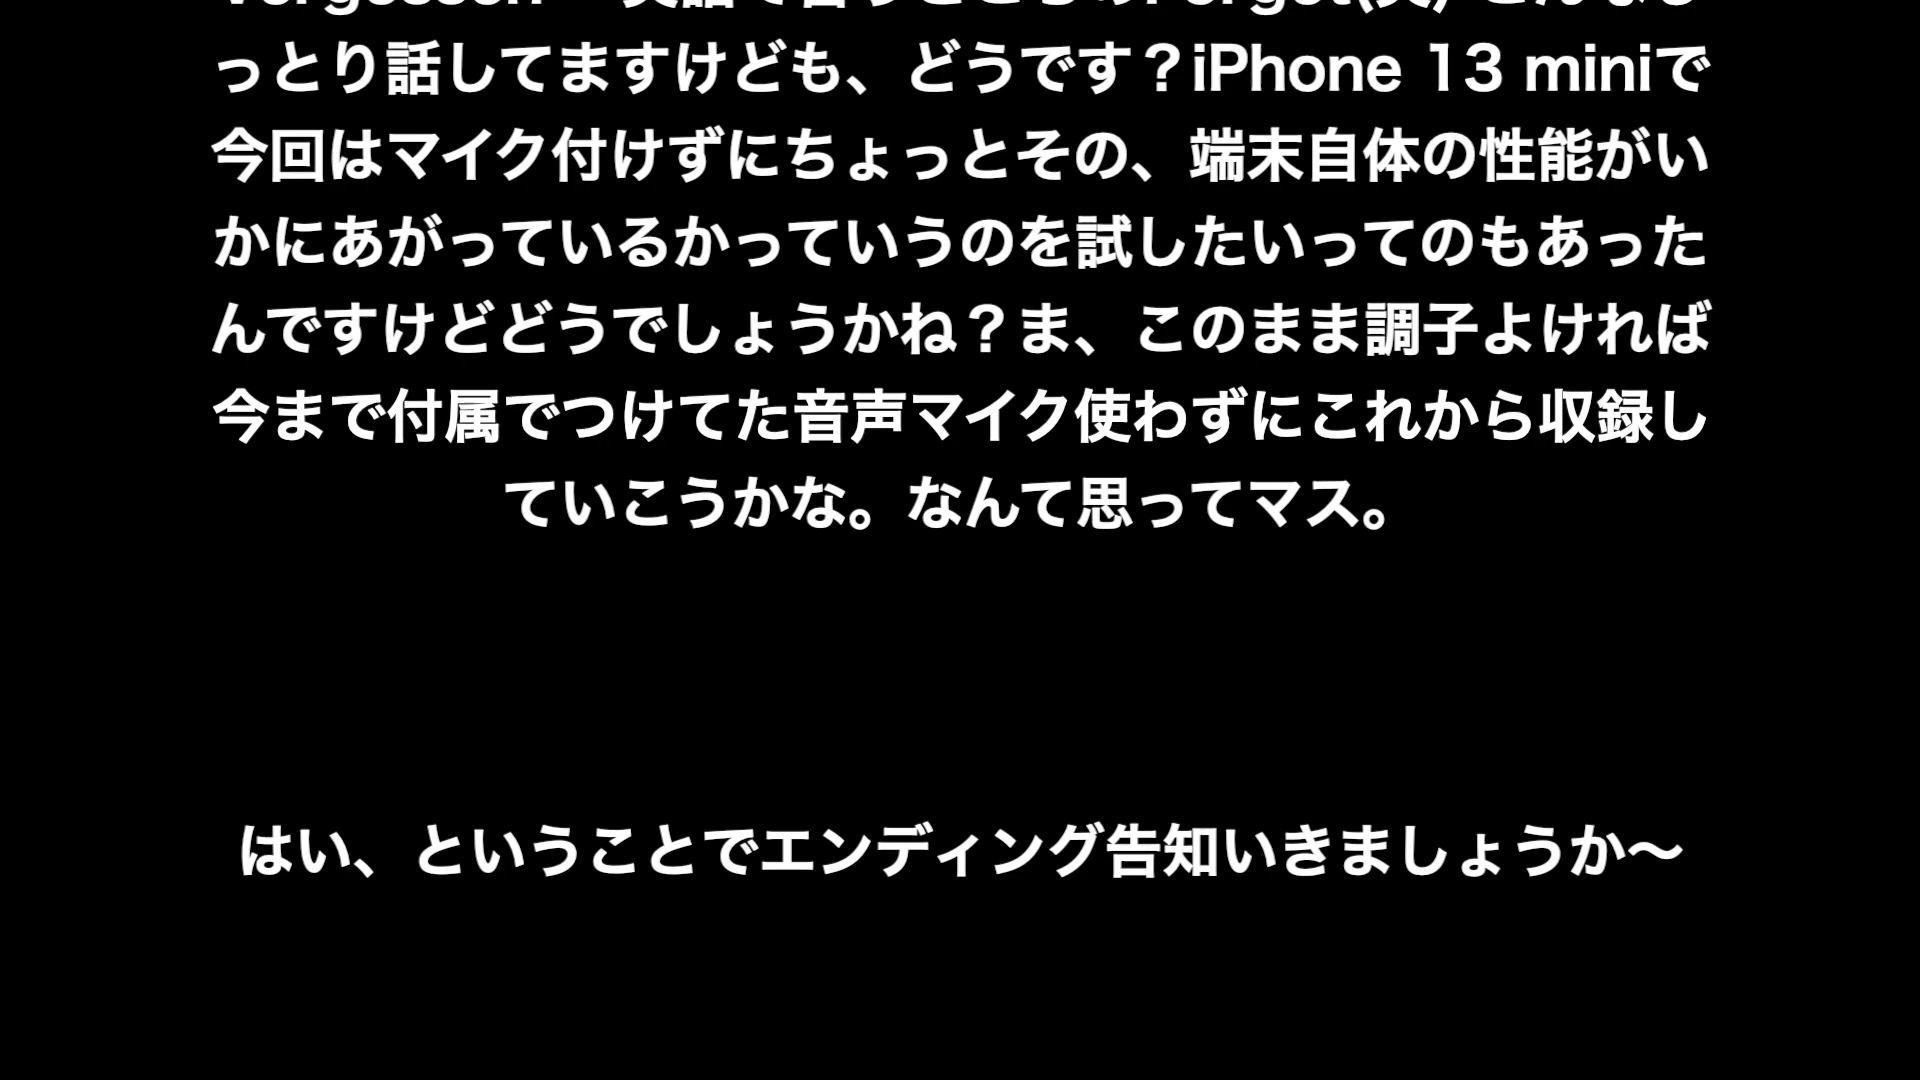 っとり話してますけども、どうです？iPhone 13 miniで
今回はマイク付けずにちょっとその、端末自体の性能がい
かにあがっているかっていうのを試したいってのもあった
んですけどどうでしょうかね？ま、このまま調子よければ
今まで付属でつけてた音声マイク使わずにこれから収録し
ていこうかな。なんて思ってマス。
はい、ということでエンディング告知いきましょうか〜